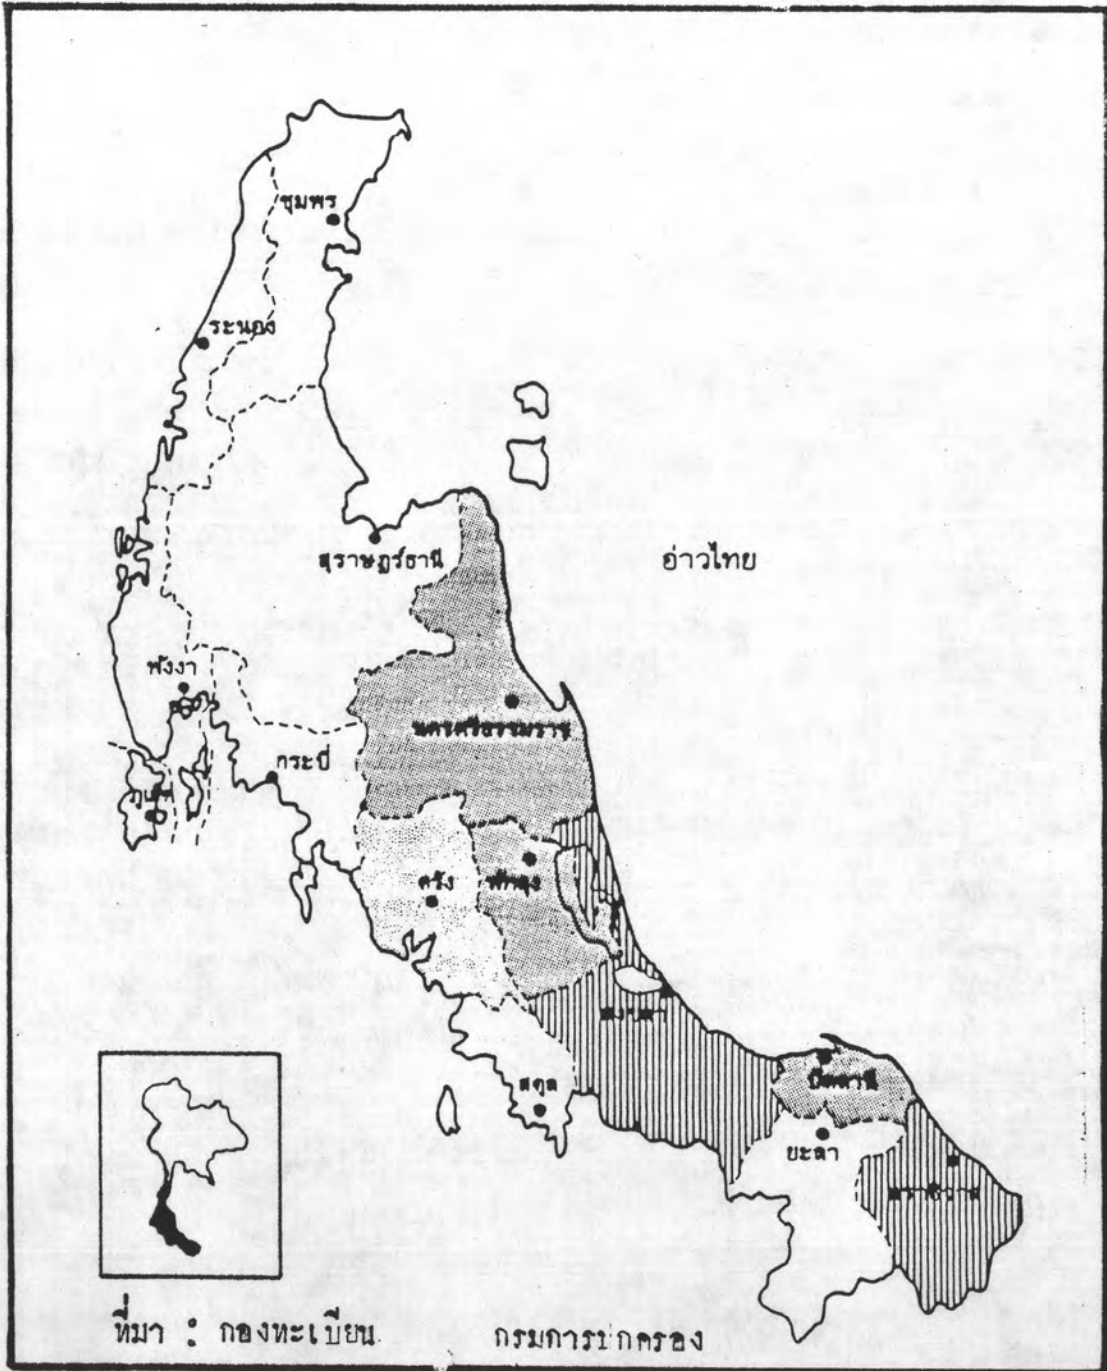 ชุมพร
ระนอง
สุราษฎร์ธานี
อ่าวไทย
พังงา
นครศรีธรรมราช
กระบี่
ภูเก็ต
ตรัง
พัทลุง
สงขลา
สตูล
ปัตตานี
ยะลา
นราธิวาส
ที่มา : กองทะเบียน กรมการปกครอง